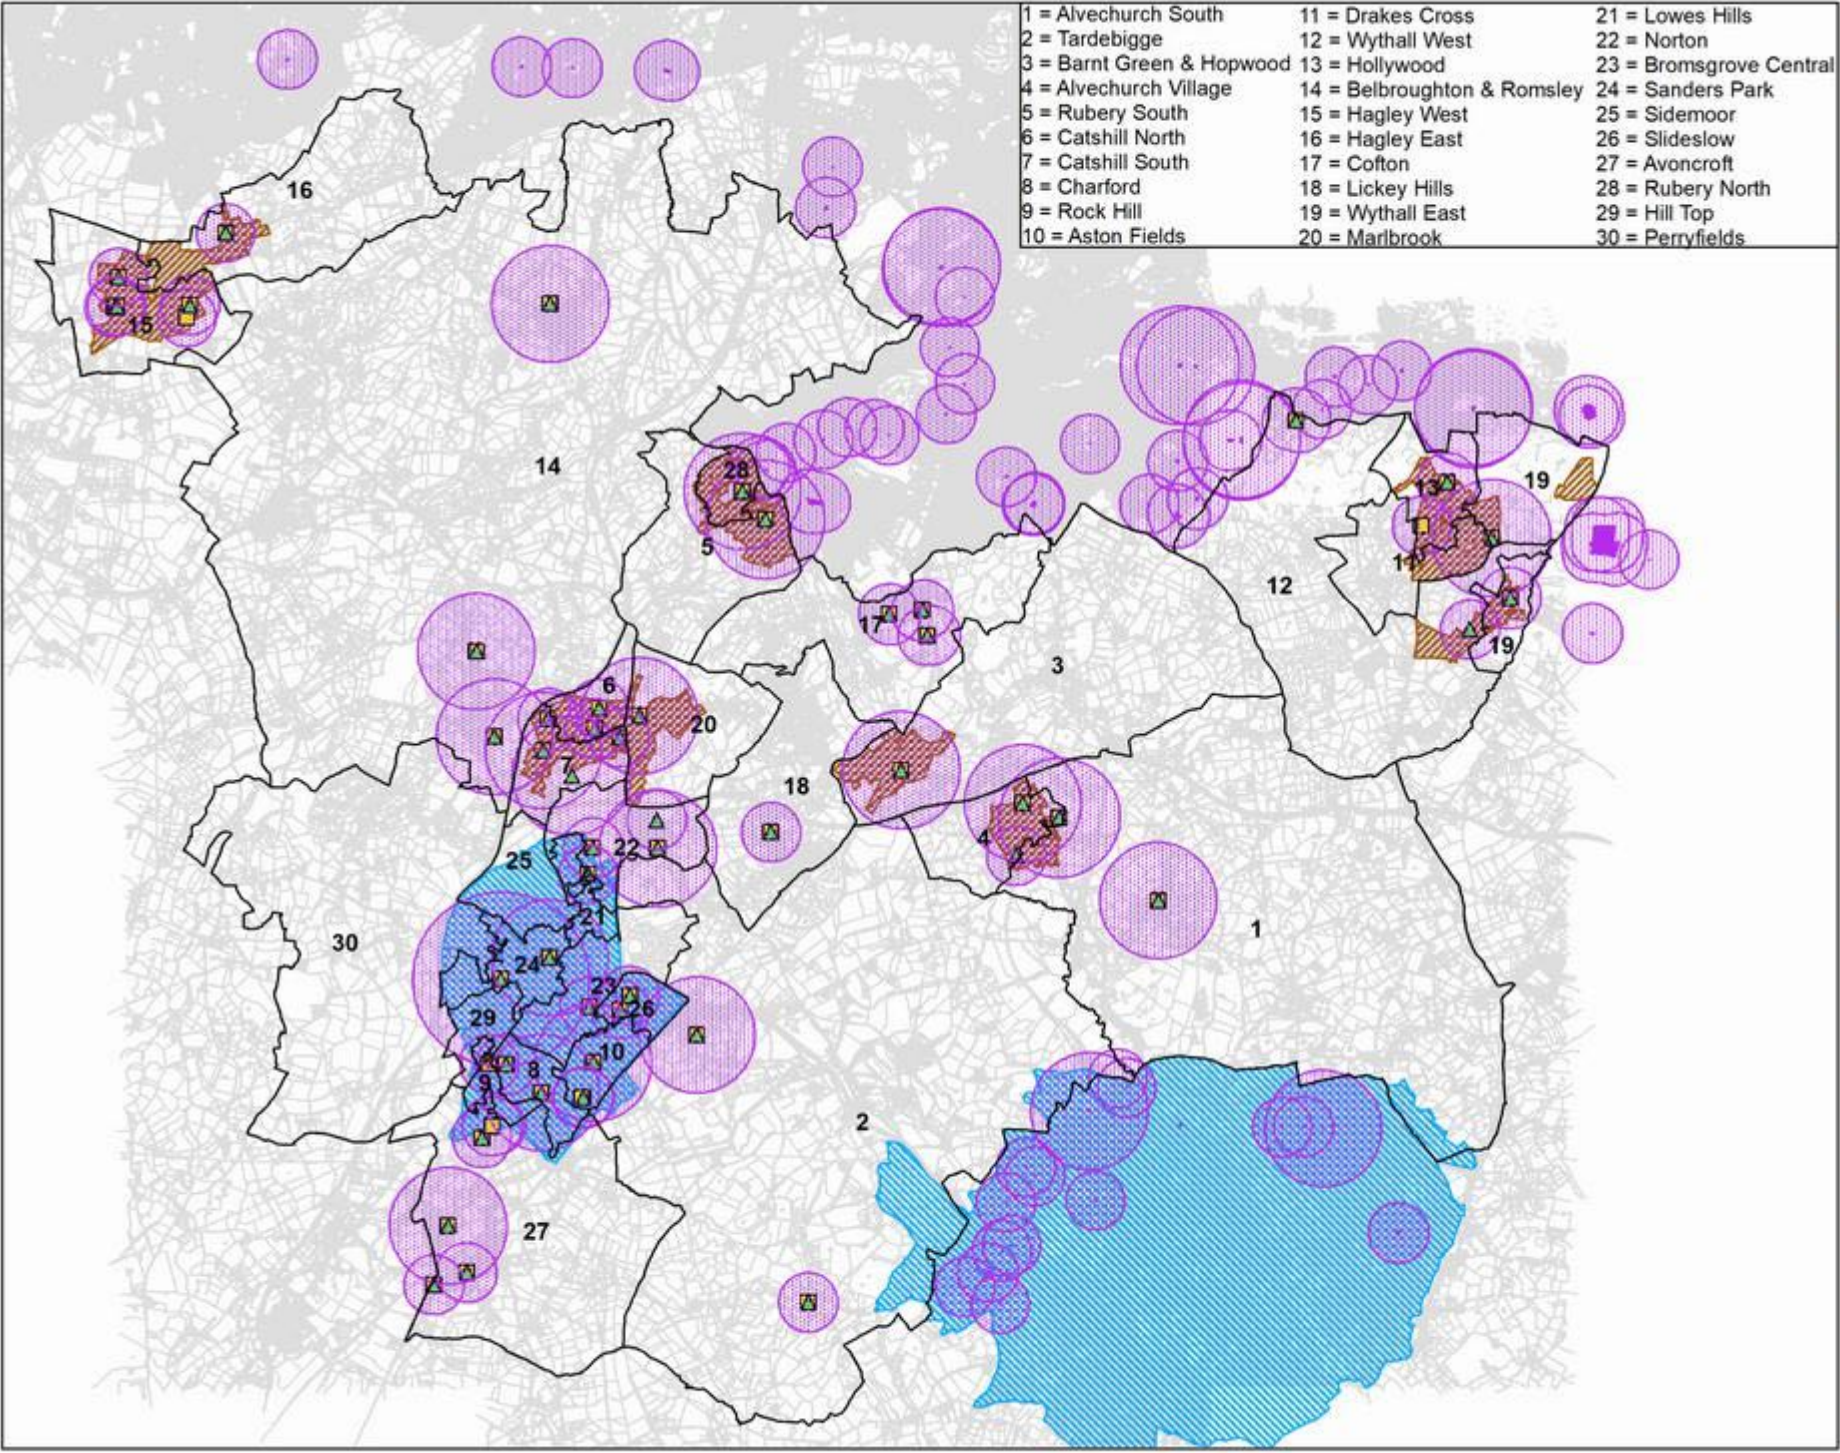 1 = Alvechurch South
2 = Tardebigge
3 = Barnt Green & Hopwood
4 = Alvechurch Village
5 = Rubery South
6 = Catshill North
7 = Catshill South
8 = Charford
9 = Rock Hill
10 = Aston Fields
11 = Drakes Cross
12 = Wythall West
13 = Hollywood
14 = Belbroughton & Romsley
15 = Hagley West
16 = Hagley East
17 = Cofton
18 = Lickey Hills
19 = Wythall East
20 = Marlbrook
21 = Lowes Hills
22 = Norton
23 = Bromsgrove Central
24 = Sanders Park
25 = Sidemoor
26 = Slideslow
27 = Avoncroft
28 = Rubery North
29 = Hill Top
30 = Perryfields
16
15
14
28
5
13
19
11
12
19
17
3
6
20
7
18
4
25
22
21
30
24
1
23
26
29
10
9
8
2
27